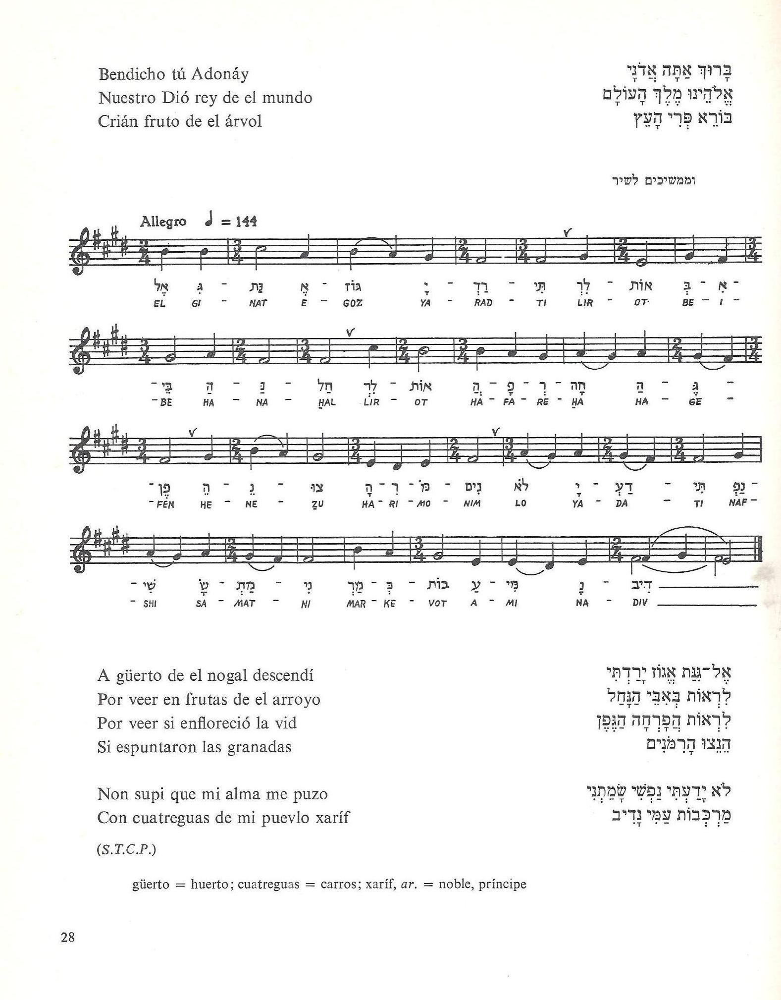 Bendicho tú Adonáy
Nuestro Dió rey de el mundo
Crián fruto de el árvol
בָּרוּךְ אַתָּה אֲדֹנָי
אֱלֹהֵינוּ מֶלֶךְ הָעוֹלָם
בּוֹרֵא פְּרִי הָעֵץ
וממשיכים לשיר
Allegro ♩ = 144
אֶל גִּ - נַּת אֱ - גוֹז יָ - רַדְ - תִּי לִרְ - אוֹת בְּ - אִ -
EL GI - NAT E - GOZ YA - RAD - TI LIR - OT BE - I -
- בֵּי הַ - נַּ - חַל לִרְ - אוֹת הֲ - פָ - רְ - חָה הַ - גֶּ -
- BE HA - NA - ḤAL LIR - OT HA - FA - RE - ḤA HA - GE -
- פֶן הֵ - נֵ - צוּ הָ - רִ - מֹּ - נִים לֹא יָ - דַעְ - תִּי נַפְ -
- FEN HE - NE - ẒU HA - RI - MO - NIM LO YA - DA - TI NAF -
- שִׁי שָׂ - מַתְ - נִי מַרְ - כְּ - בוֹת עַ - מִּי נָ - דִיב
- SHI SA - MAT - NI MAR - KE - VOT A - MI NA - DIV
A güerto de el nogal descendí
Por veer en frutas de el arroyo
Por veer si enfloreció la vid
Si espuntaron las granadas
אֶל־גִּנַּת אֱגוֹז יָרַדְתִּי
לִרְאוֹת בְּאִבֵּי הַנָּחַל
לִרְאוֹת הֲפָרְחָה הַגֶּפֶן
הֵנֵצוּ הָרִמֹּנִים
Non supi que mi alma me puzo
Con cuatreguas de mi puevlo xaríf
לֹא יָדַעְתִּי נַפְשִׁי שָׂמַתְנִי
מַרְכְּבוֹת עַמִּי נָדִיב
(S.T.C.P.)
güerto = huerto; cuatreguas = carros; xaríf, ar. = noble, príncipe
28